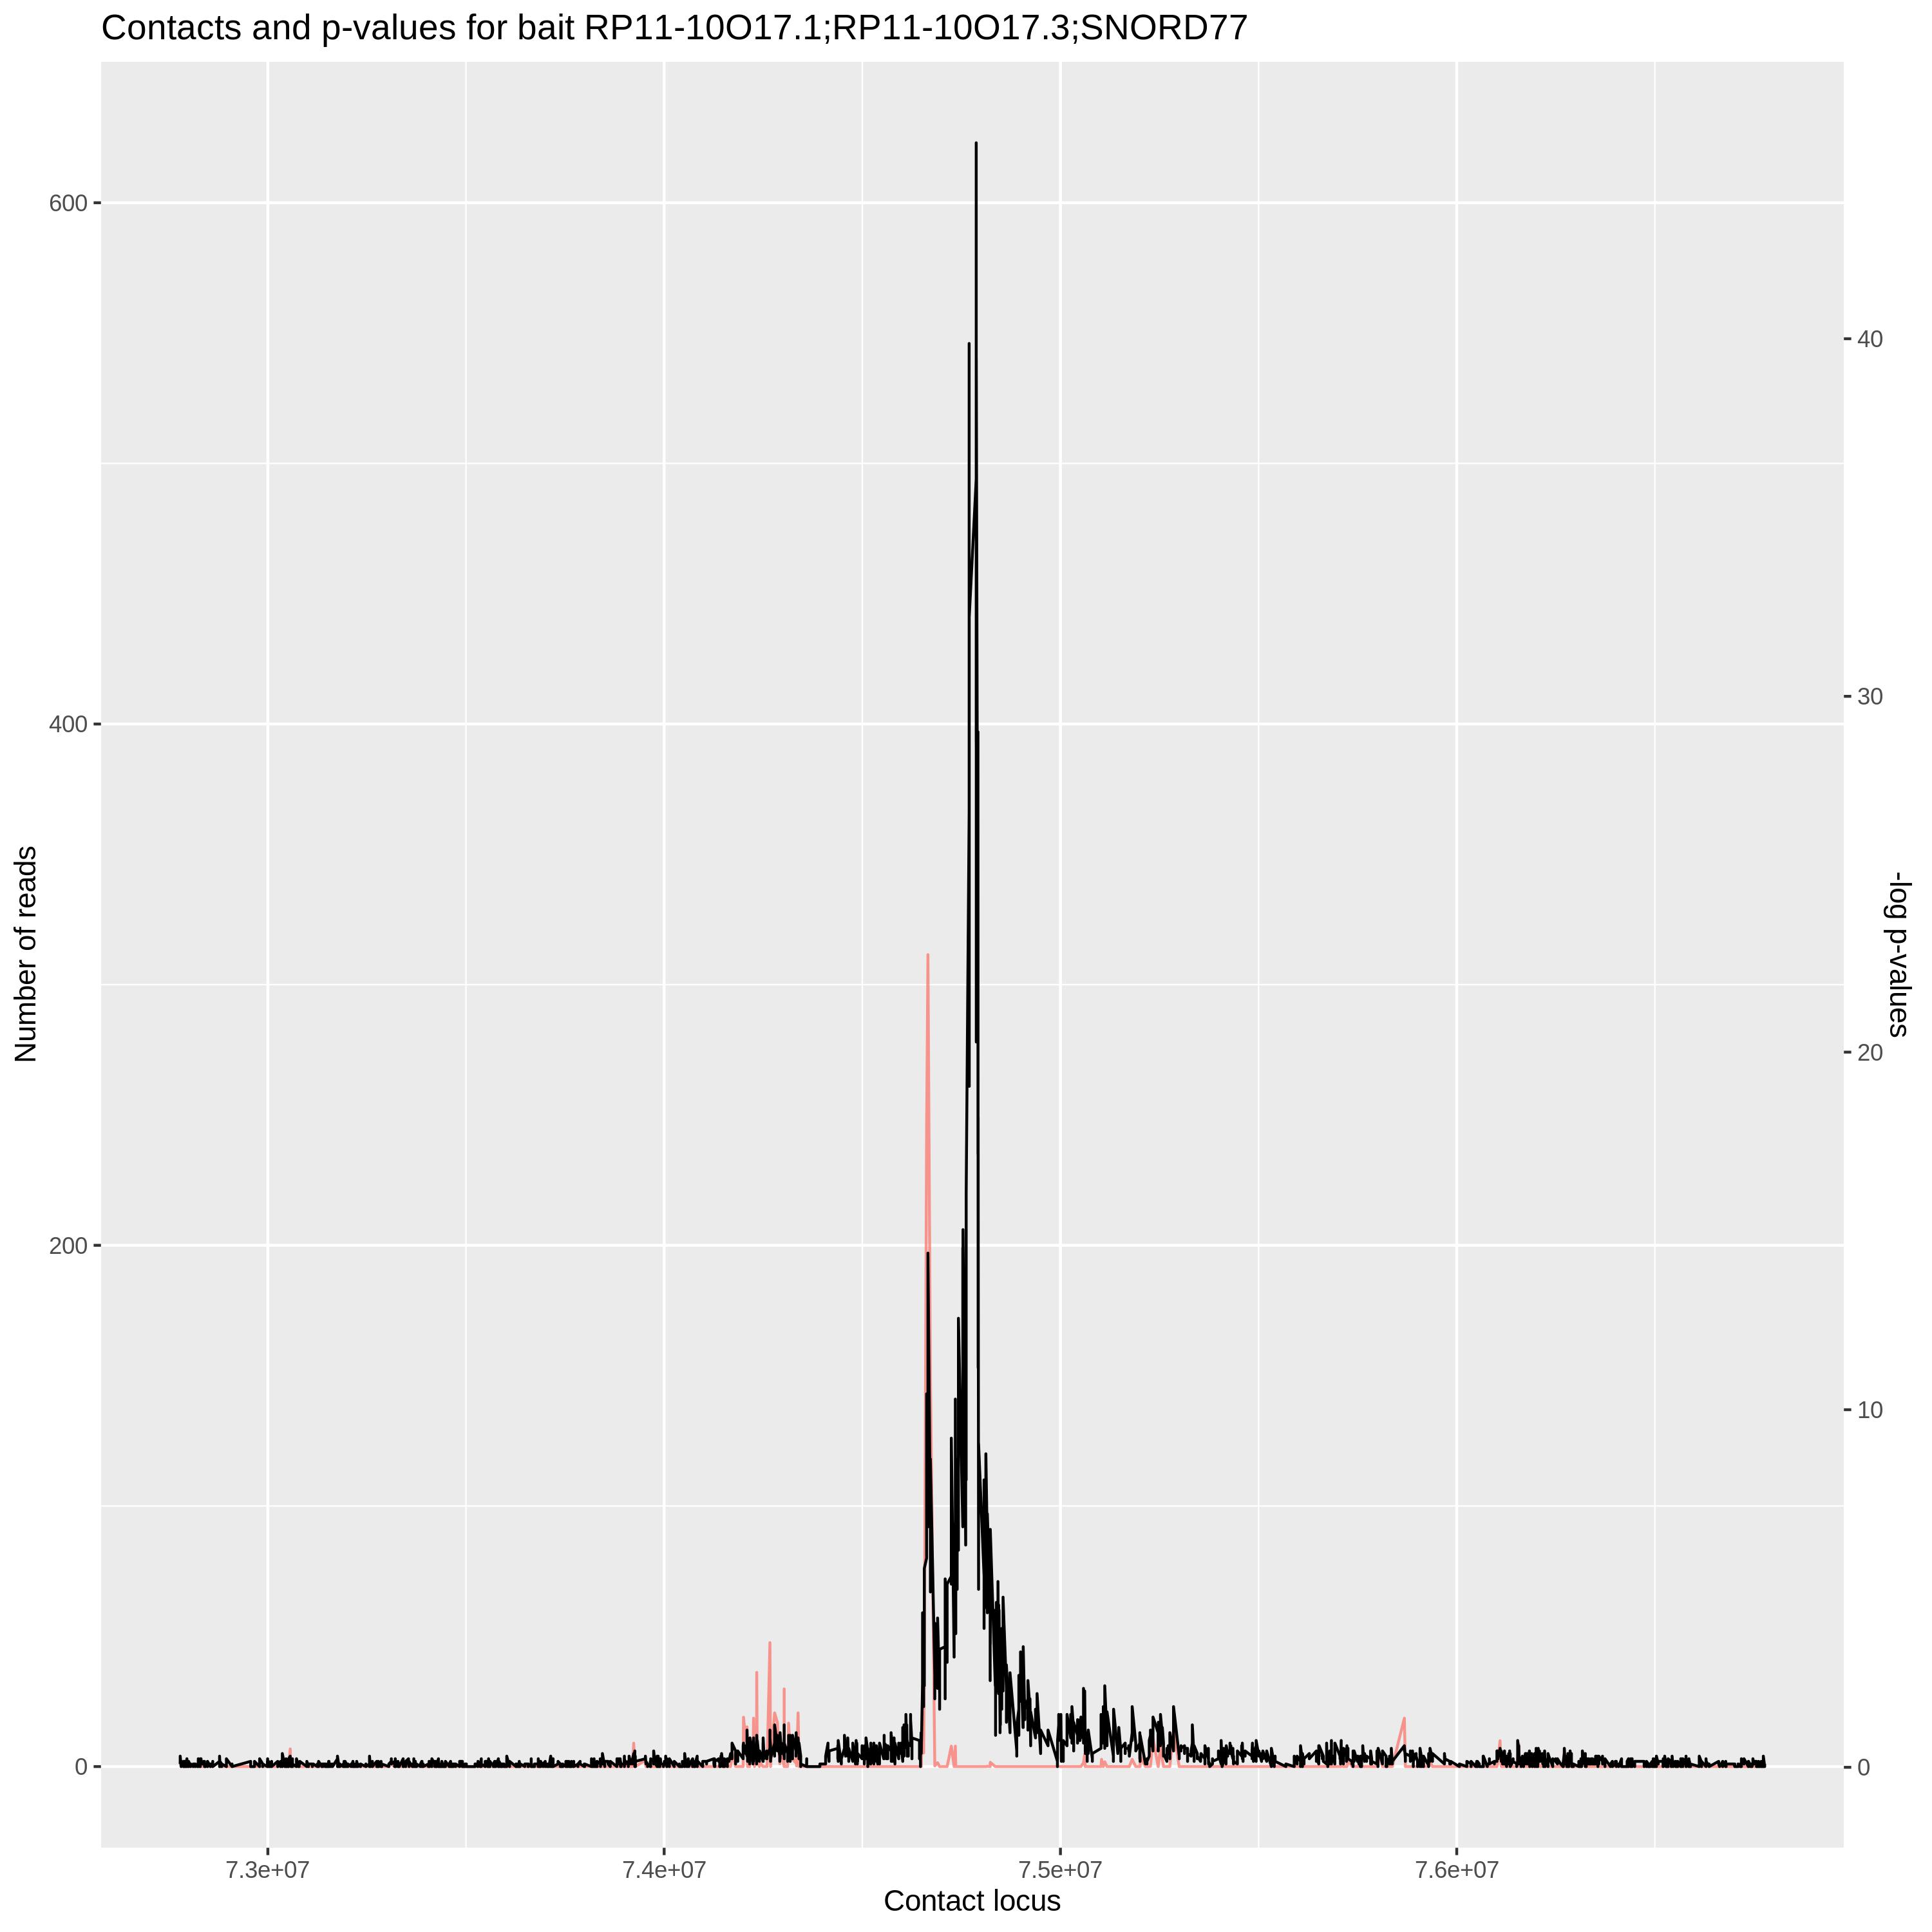 Contacts and p-values for bait RP11-10O17.1;RP11-10O17.3;SNORD77
600
400
200
0
Number of reads
40
30
20
10
0
-log p-values
7.3e+07
7.4e+07
7.5e+07
7.6e+07
Contact locus